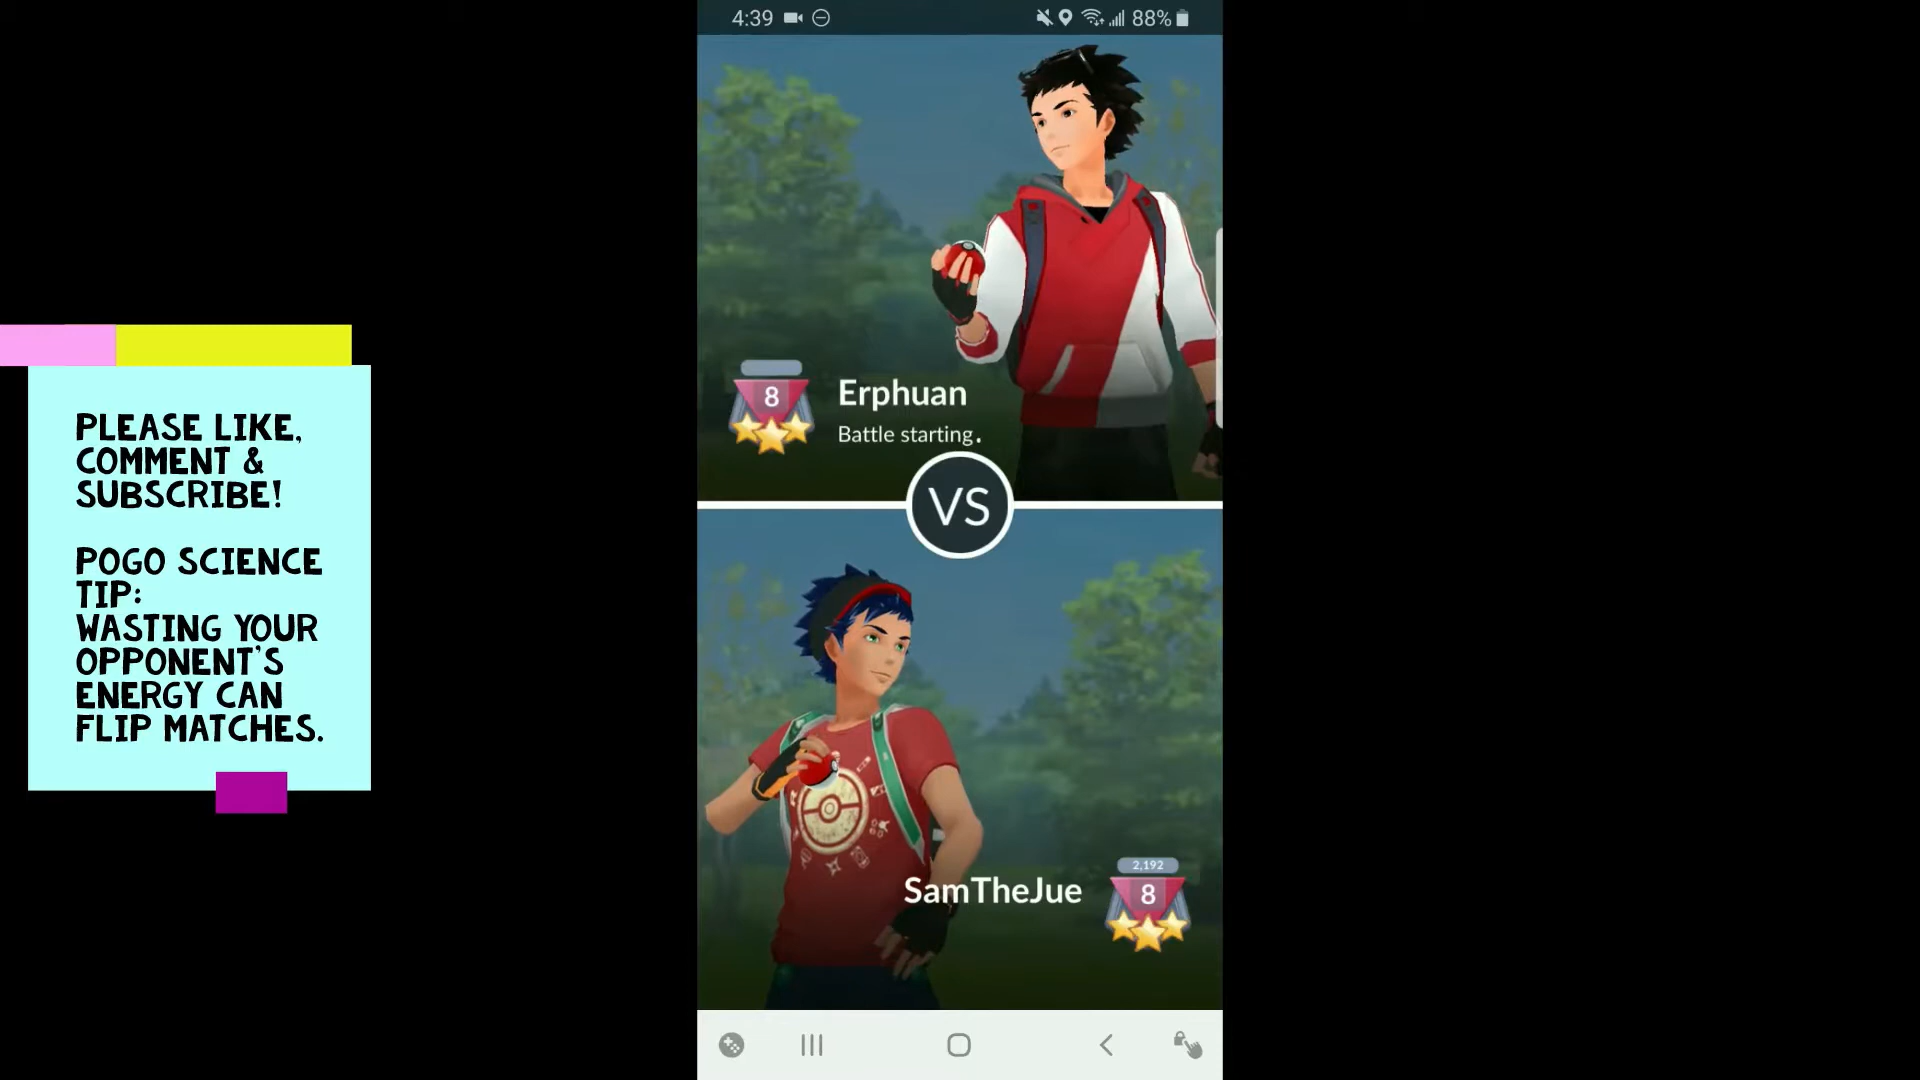 4:39
88%
8
Erphuan
Battle starting.
VS
PLEASE LIKE,
COMMENT &
SUBSCRIBE!
POGO SCIENCE
TIP:
WASTING YOUR
OPPONENT'S
ENERGY CAN
FLIP MATCHES.
2,192
SamTheJue
8